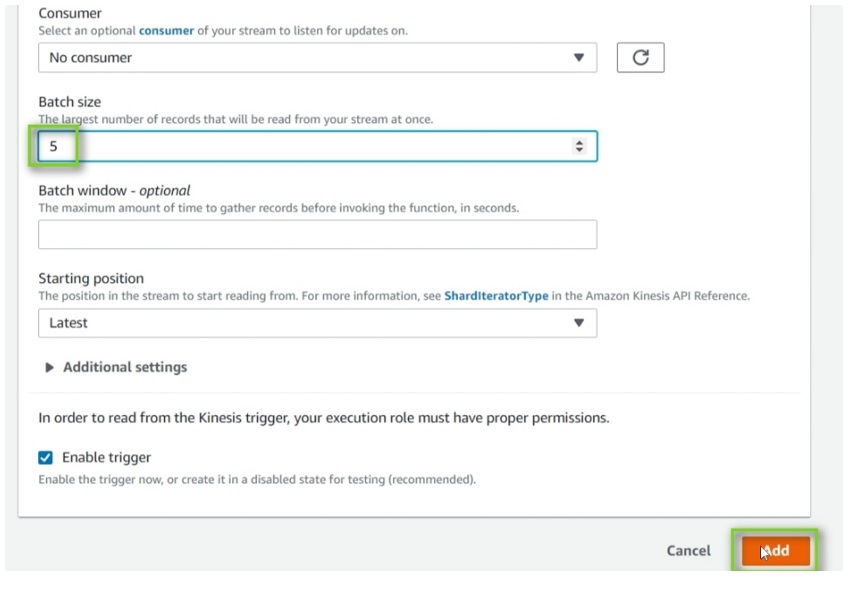 Consumer
Select an optional consumer of your stream to listen for updates on.
No consumer
Batch size
The largest number of records that will be read from your stream at once.
5
Batch window - optional
The maximum amount of time to gather records before invoking the function, in seconds.
Starting position
The position in the stream to start reading from. For more information, see ShardIteratorType in the Amazon Kinesis API Reference.
Latest
Additional settings
In order to read from the Kinesis trigger, your execution role must have proper permissions.
Enable trigger
Enable the trigger now, or create it in a disabled state for testing (recommended).
Cancel Add